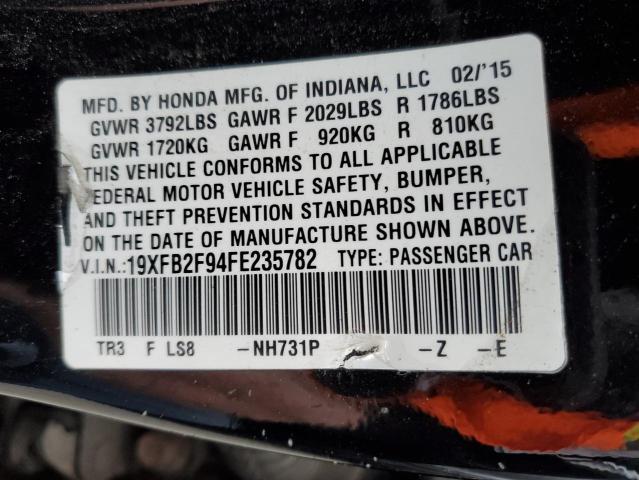 MFD. BY HONDA MFG. OF INDIANA, LLC 02/'15
GVWR 3792LBS GAWR F 2029LBS R 1786LBS
GVWR 1720KG GAWR F 920KG R 810KG
THIS VEHICLE CONFORMS TO ALL APPLICABLE
FEDERAL MOTOR VEHICLE SAFETY, BUMPER,
AND THEFT PREVENTION STANDARDS IN EFFECT
ON THE DATE OF MANUFACTURE SHOWN ABOVE.
V.I.N.:19XFB2F94FE235782 TYPE: PASSENGER CAR
TR3 F LS8 -NH731P -Z -E